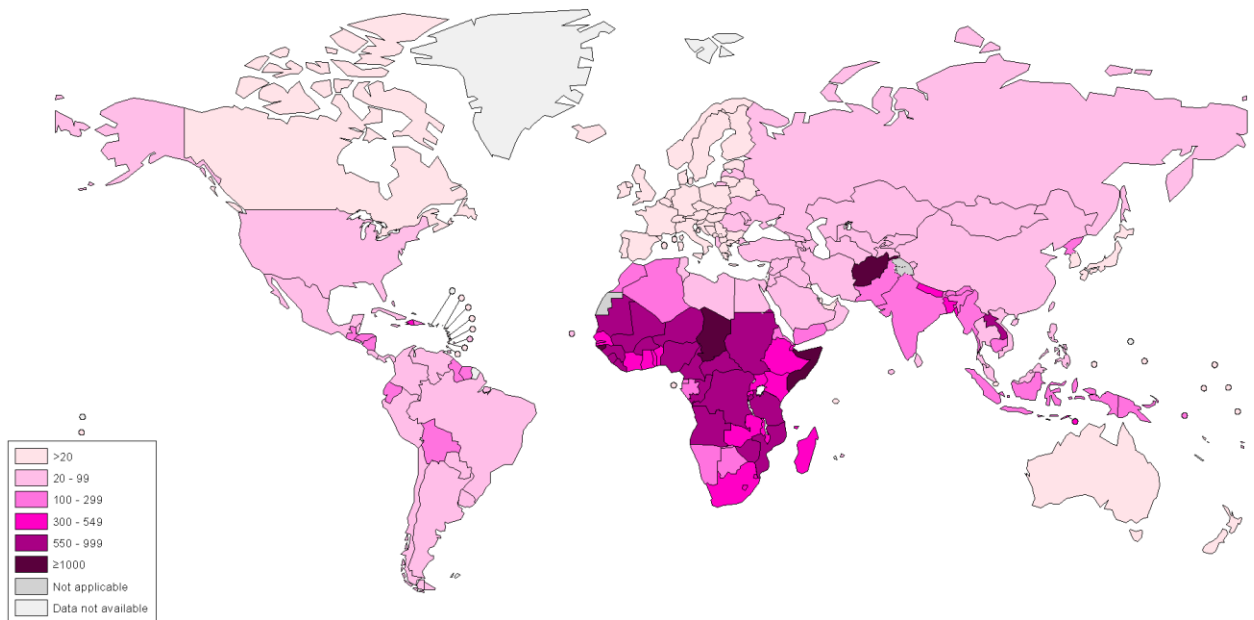 >20
20 - 99
100 - 299
300 - 549
550 - 999
≥1000
Not applicable
Data not available